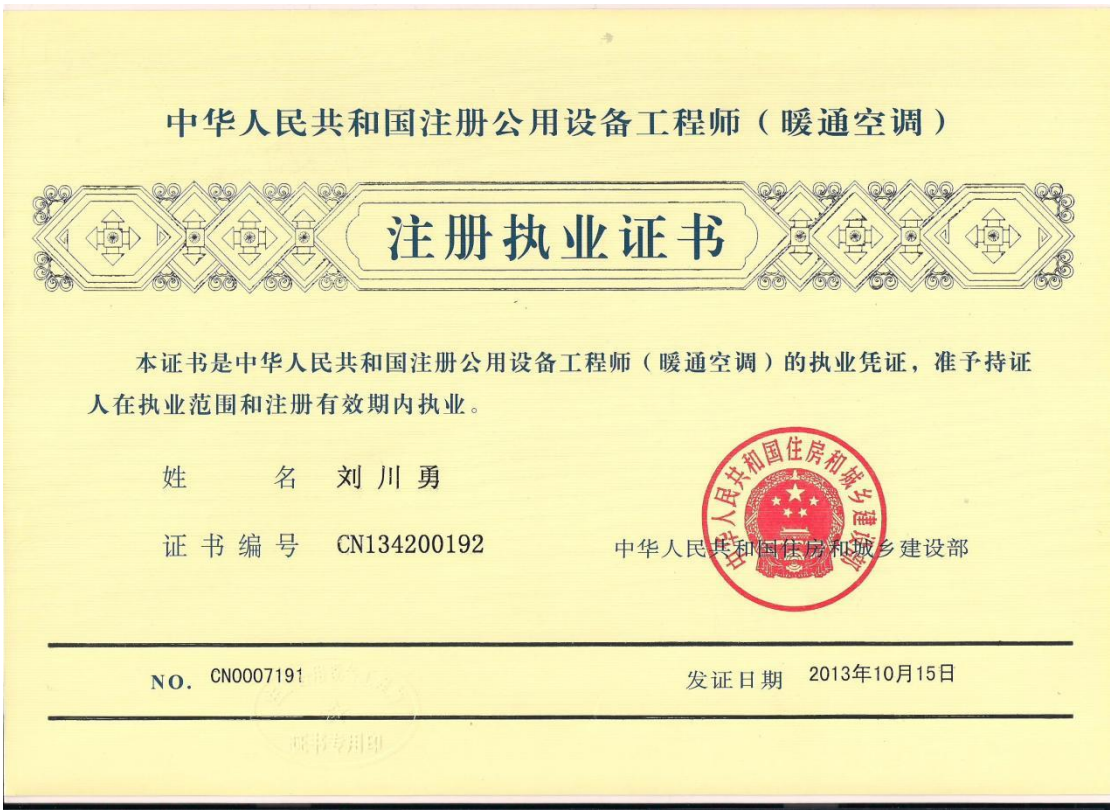 中华人民共和国注册公用设备工程师（暖通空调）
注册执业证书
本证书是中华人民共和国注册公用设备工程师（暖通空调）的执业凭证，准予持证
人在执业范围和注册有效期内执业。
姓 名 刘川勇
证书编号 CN134200192
中华人民共和国住房和城乡建设部
中华人民共和国住房和城乡建设部
NO. CN0007191
发证日期 2013年10月15日
证书专用章